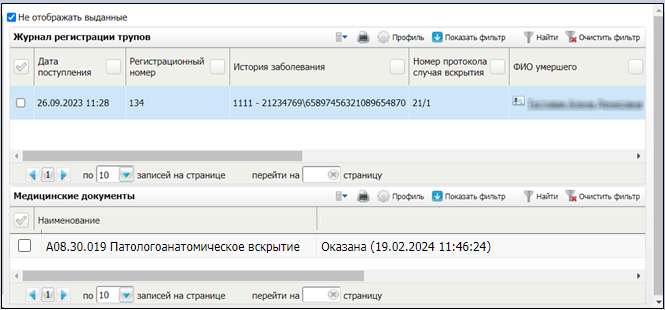 Не отображать выданные
Журнал регистрации трупов Профиль Показать фильтр Найти Очистить фильтр
Дата поступления Регистрационный номер История заболевания Номер протокола случая вскрытия ФИО умершего
26.09.2023 11:28 134 1111 - 21234769\65897456321089654870 21/1
1 по 10 записей на странице перейти на страницу
Медицинские документы Профиль Показать фильтр Найти Очистить фильтр
Наименование
A08.30.019 Патологоанатомическое вскрытие Оказана (19.02.2024 11:46:24)
1 по 10 записей на странице перейти на страницу